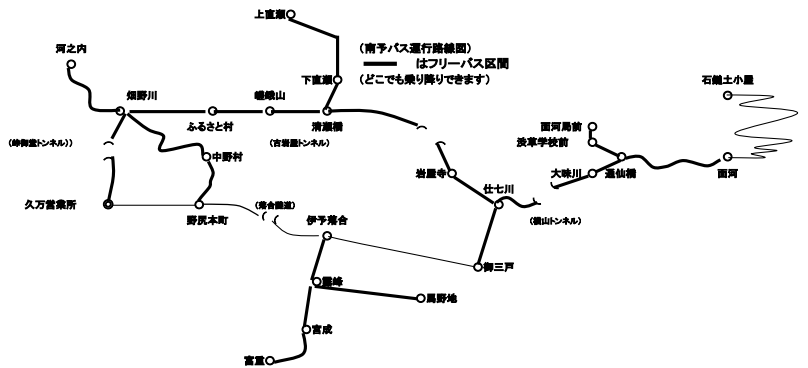 上直瀬
河之内
(南予バス運行路線図)
はフリーバス区間
(どこでも乗り降りできます)
下直瀬
石鎚土小屋
畑野川
嵯峨山
ふるさと村
清瀬橋
面河局前
渋草学校前
(峠御堂トンネル))
(古岩屋トンネル)
中野村
岩屋寺
大味川
通仙橋
面河
仕七川
久万営業所
野尻本町
(落合隧道)
伊予落合
(横山トンネル)
御三戸
露峰
馬野地
宮成
富重